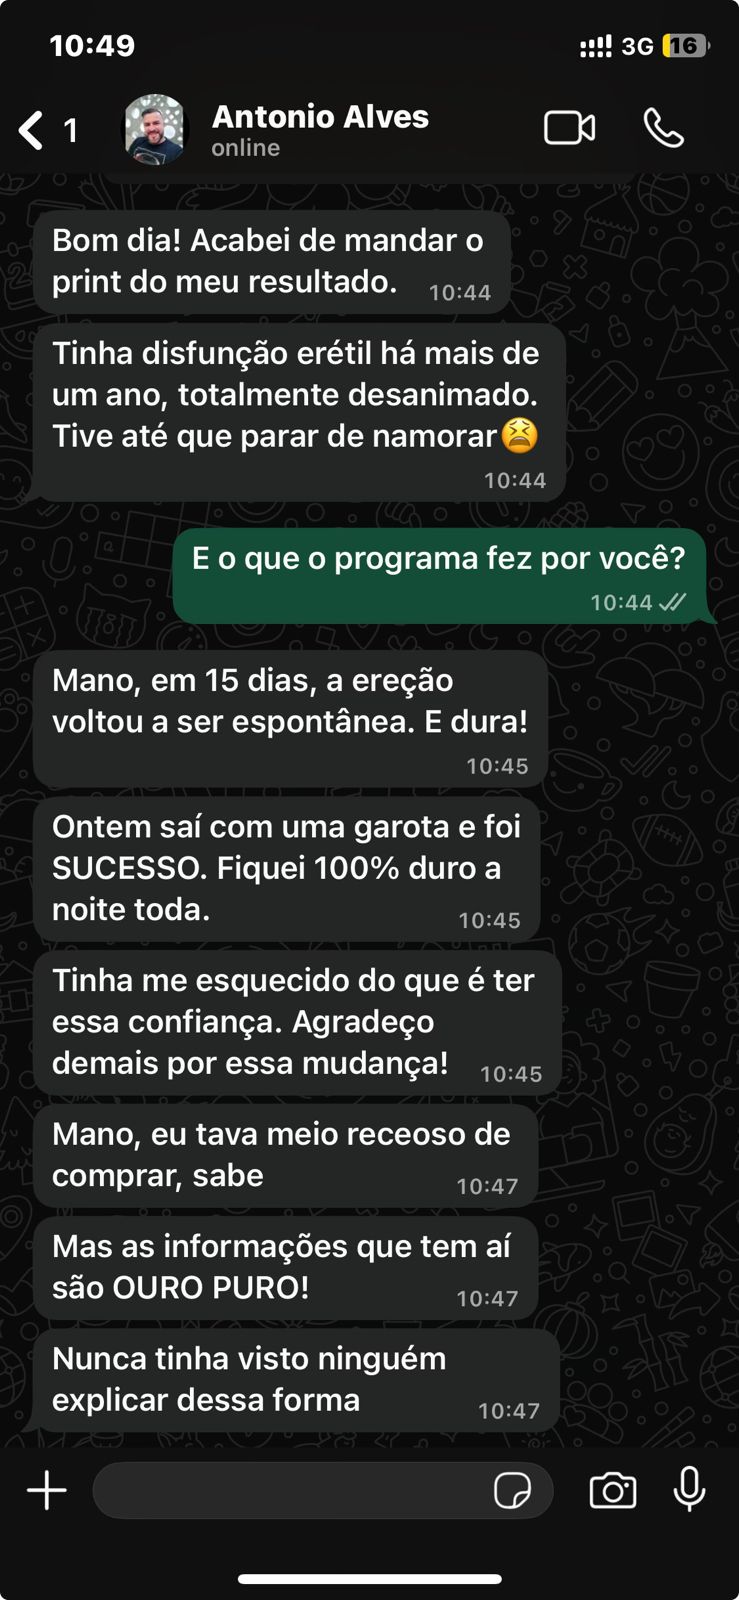 10:49
3G 16
1 Antonio Alves
online
Bom dia! Acabei de mandar o
print do meu resultado. 10:44
Tinha disfunção erétil há mais de
um ano, totalmente desanimado.
Tive até que parar de namorar😫
10:44
E o que o programa fez por você?
10:44
Mano, em 15 dias, a ereção
voltou a ser espontânea. E dura!
10:45
Ontem saí com uma garota e foi
SUCESSO. Fiquei 100% duro a
noite toda. 10:45
Tinha me esquecido do que é ter
essa confiança. Agradeço
demais por essa mudança! 10:45
Mano, eu tava meio receoso de
comprar, sabe 10:47
Mas as informações que tem aí
são OURO PURO! 10:47
Nunca tinha visto ninguém
explicar dessa forma 10:47